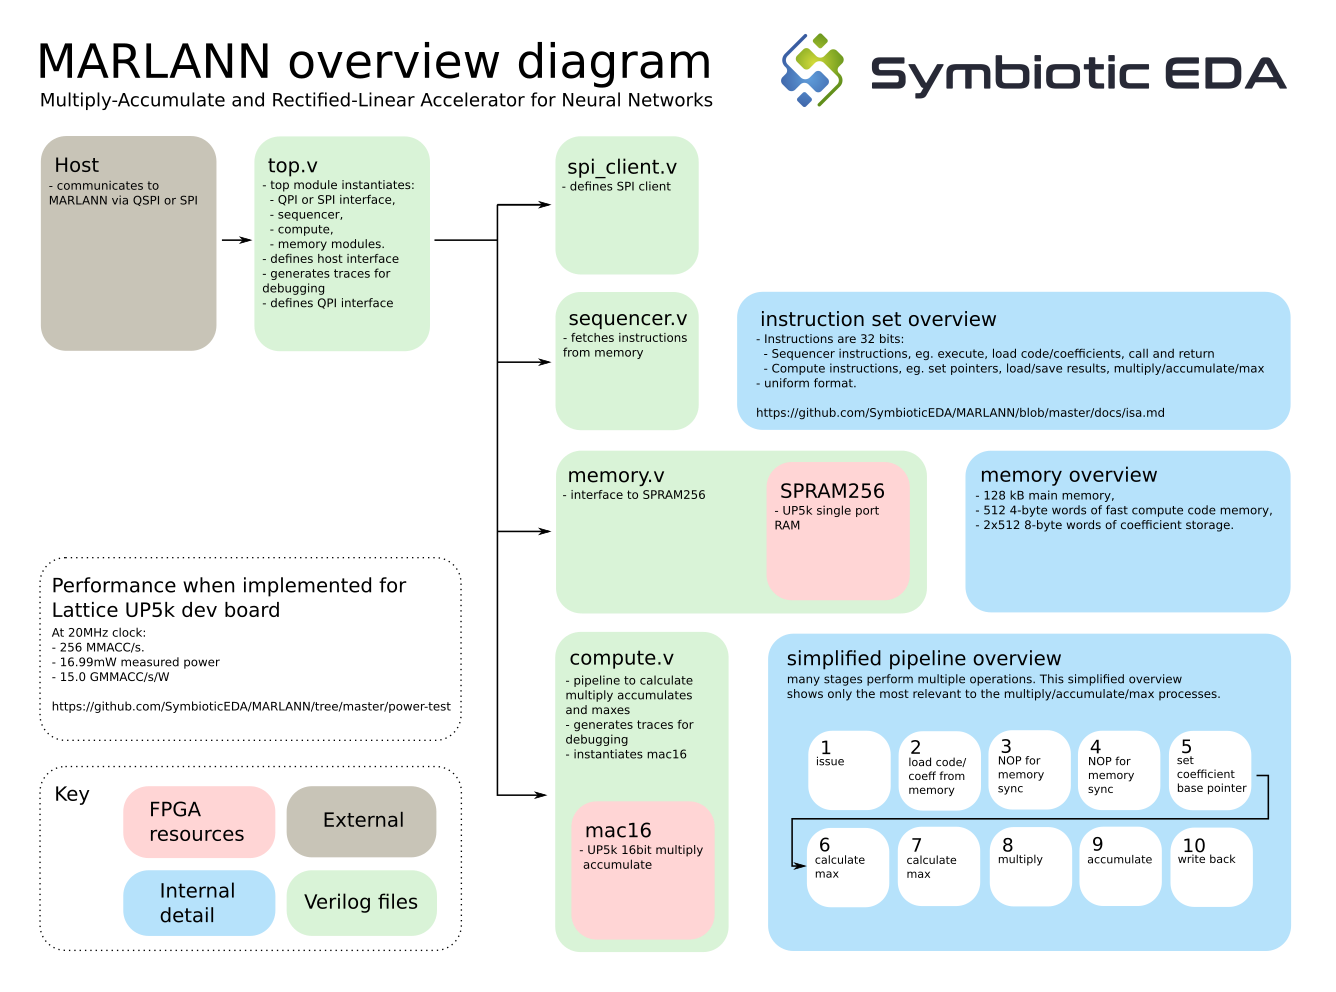 MARLANN overview diagram
Multiply-Accumulate and Rectified-Linear Accelerator for Neural Networks
Symbiotic EDA
Host
- communicates to
MARLANN via QSPI or SPI
top.v
- top module instantiates:
- QPI or SPI interface,
- sequencer,
- compute,
- memory modules.
- defines host interface
- generates traces for
debugging
- defines QPI interface
spi_client.v
- defines SPI client
sequencer.v
- fetches instructions
from memory
instruction set overview
- Instructions are 32 bits:
- Sequencer instructions, eg. execute, load code/coefficients, call and return
- Compute instructions, eg. set pointers, load/save results, multiply/accumulate/max
- uniform format.
https://github.com/SymbioticEDA/MARLANN/blob/master/docs/isa.md
memory.v
- interface to SPRAM256
SPRAM256
- UP5k single port
RAM
memory overview
- 128 kB main memory,
- 512 4-byte words of fast compute code memory,
- 2x512 8-byte words of coefficient storage.
Performance when implemented for
Lattice UP5k dev board
At 20MHz clock:
- 256 MMACC/s.
- 16.99mW measured power
- 15.0 GMMACC/s/W
https://github.com/SymbioticEDA/MARLANN/tree/master/power-test
compute.v
- pipeline to calculate
multiply accumulates
and maxes
- generates traces for
debugging
- instantiates mac16
mac16
- UP5k 16bit multiply
accumulate
simplified pipeline overview
many stages perform multiple operations. This simplified overview
shows only the most relevant to the multiply/accumulate/max processes.
1
issue
2
load code/
coeff from
memory
3
NOP for
memory
sync
4
NOP for
memory
sync
5
set
coefficient
base pointer
6
calculate
max
7
calculate
max
8
multiply
9
accumulate
10
write back
Key
FPGA
resources
External
Internal
detail
Verilog files